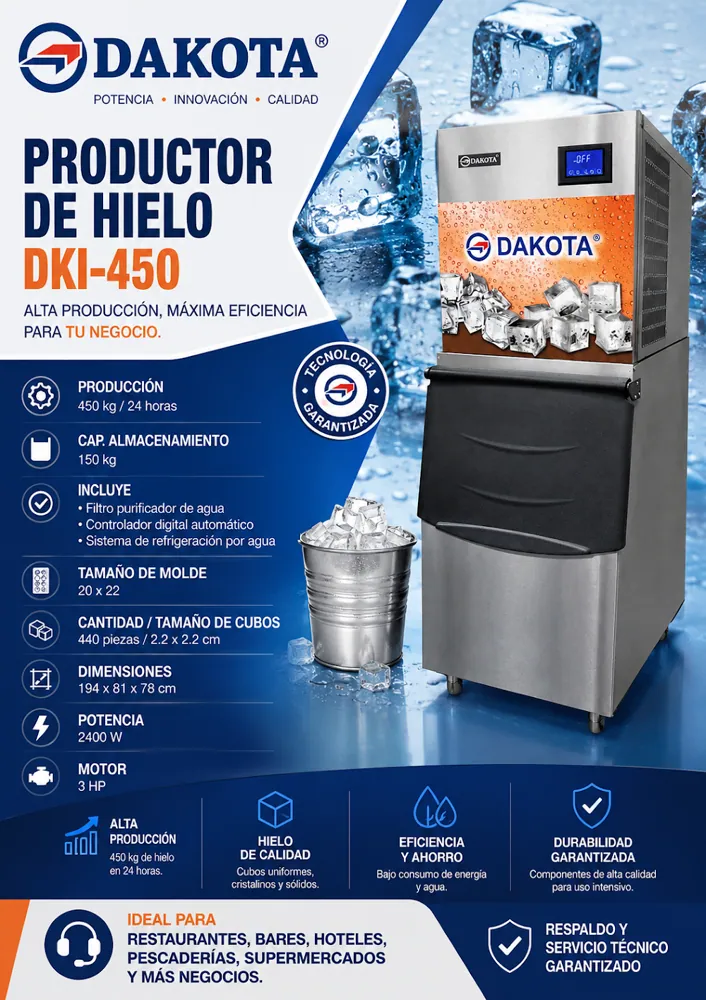 DAKOTA®
POTENCIA • INNOVACIÓN • CALIDAD
PRODUCTOR
DE HIELO
DKI-450
ALTA PRODUCCIÓN, MÁXIMA EFICIENCIA
PARA TU NEGOCIO.
DAKOTA
-OFF
DAKOTA®
TECNOLOGÍA
GARANTIZADA
PRODUCCIÓN
450 kg / 24 horas
CAP. ALMACENAMIENTO
150 kg
INCLUYE
• Filtro purificador de agua
• Controlador digital automático
• Sistema de refrigeración por agua
TAMAÑO DE MOLDE
20 x 22
CANTIDAD / TAMAÑO DE CUBOS
440 piezas / 2.2 x 2.2 cm
DIMENSIONES
194 x 81 x 78 cm
POTENCIA
2400 W
MOTOR
3 HP
ALTA
PRODUCCIÓN
450 kg de hielo
en 24 horas.
HIELO
DE CALIDAD
Cubos uniformes,
cristalinos y sólidos.
EFICIENCIA
Y AHORRO
Bajo consumo de energía
y agua.
DURABILIDAD
GARANTIZADA
Componentes de alta calidad
para uso intensivo.
IDEAL PARA
RESTAURANTES, BARES, HOTELES,
PESCADERÍAS, SUPERMERCADOS
Y MÁS NEGOCIOS.
RESPALDO Y
SERVICIO TÉCNICO
GARANTIZADO